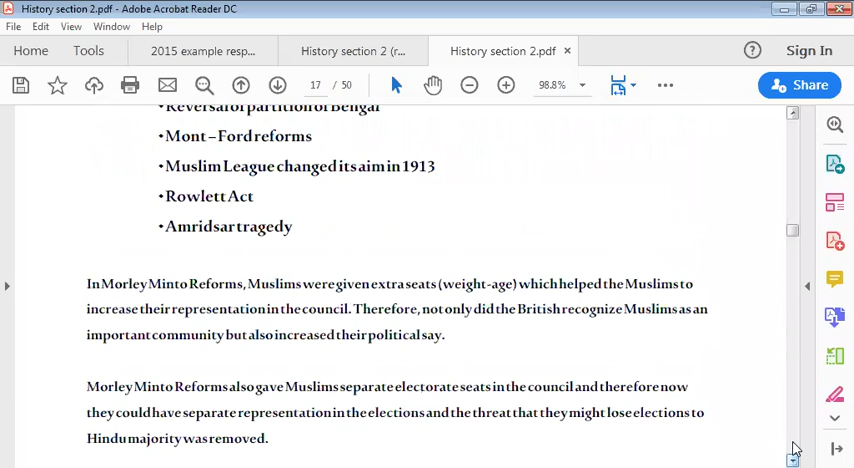 History section 2.pdf - Adobe Acrobat Reader DC
File Edit View Window Help
Home Tools 2015 example resp... History section 2 (r... History section 2.pdf × Sign In
17 / 50 98.8% Share
•Reversal of partition of Bengal
•Mont – Ford reforms
•Muslim League changed its aim in 1913
•Rowlett Act
•Amridsar tragedy
In Morley Minto Reforms, Muslims were given extra seats (weight-age) which helped the Muslims to
increase their representation in the council. Therefore, not only did the British recognize Muslims as an
important community but also increased their political say.
Morley Minto Reforms also gave Muslims separate electorate seats in the council and therefore now
they could have separate representation in the elections and the threat that they might lose elections to
Hindu majority was removed.